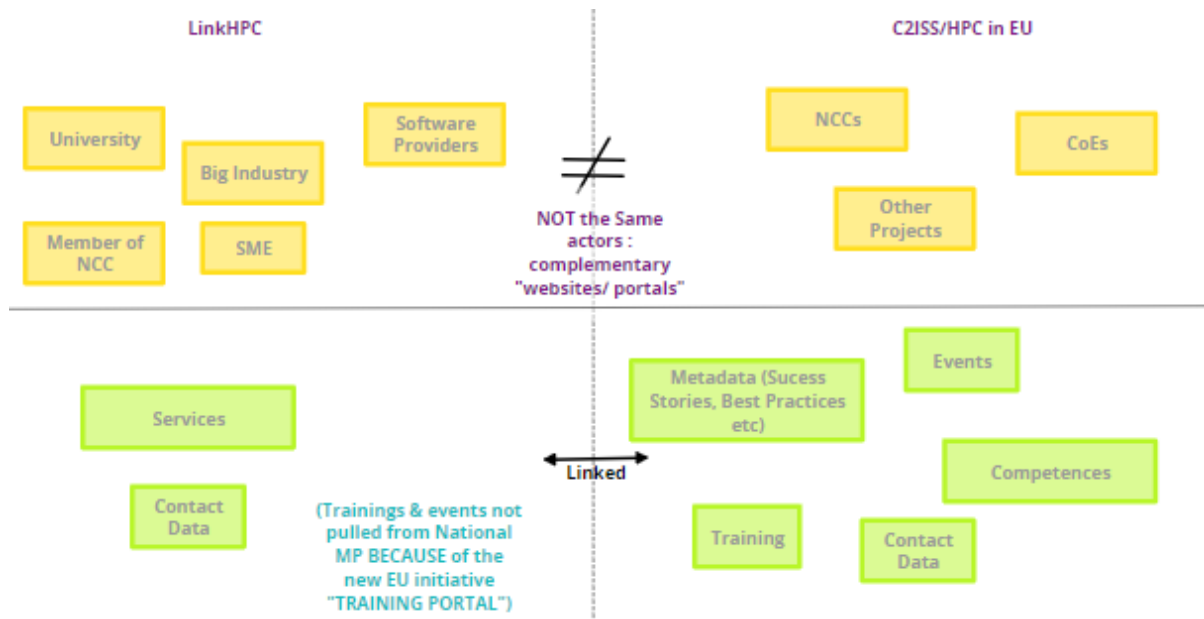 LinkHPC
C2ISS/HPC in EU
University
Big Industry
Software
Providers
Member of
NCC
SME
NOT the Same
actors :
complementary
"websites/ portals"
NCCs
CoEs
Other
Projects
Services
Contact
Data
(Trainings & events not
pulled from National
MP BECAUSE of the
new EU initiative
"TRAINING PORTAL")
Linked
Metadata (Sucess
Stories, Best Practices
etc)
Events
Competences
Training
Contact
Data